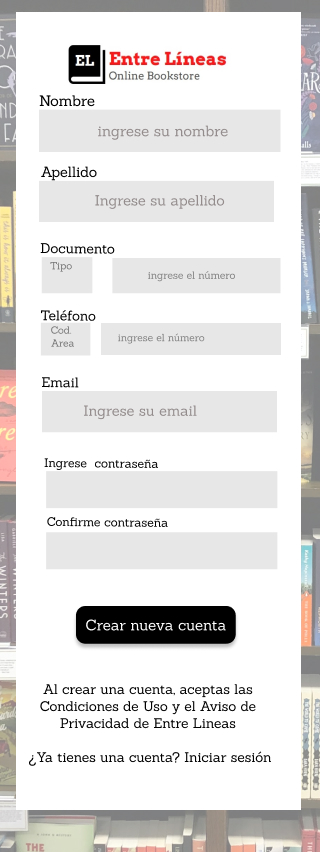 EL Entre Líneas
Online Bookstore
Nombre
ingrese su nombre
Apellido
Ingrese su apellido
Documento
Tipo
ingrese el número
Teléfono
Cod.
Area
ingrese el número
Email
Ingrese su email
Ingrese contraseña
Confirme contraseña
Crear nueva cuenta
Al crear una cuenta, aceptas las
Condiciones de Uso y el Aviso de
Privacidad de Entre Lineas
¿Ya tienes una cuenta? Iniciar sesión
WINTERS